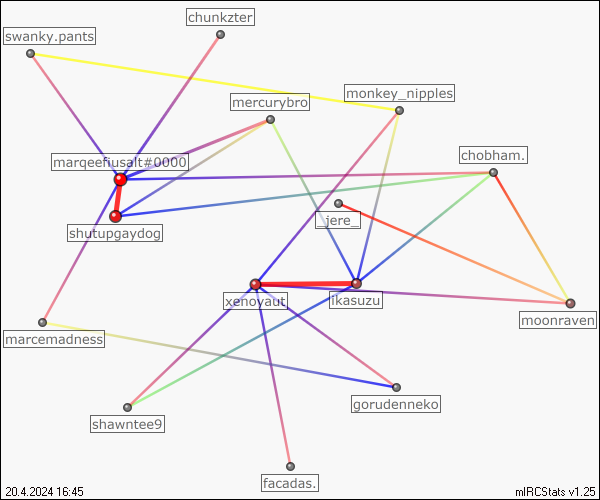 chunkzter
swanky.pants
monkey_nipples
mercurybro
chobham.
marqeefiusalt#0000
_jere_
shutupgaydog
xenoyaut
ikasuzu
moonraven
marcemadness
gorudenneko
shawntee9
facadas.
20.4.2024 16:45
mIRCStats v1.25